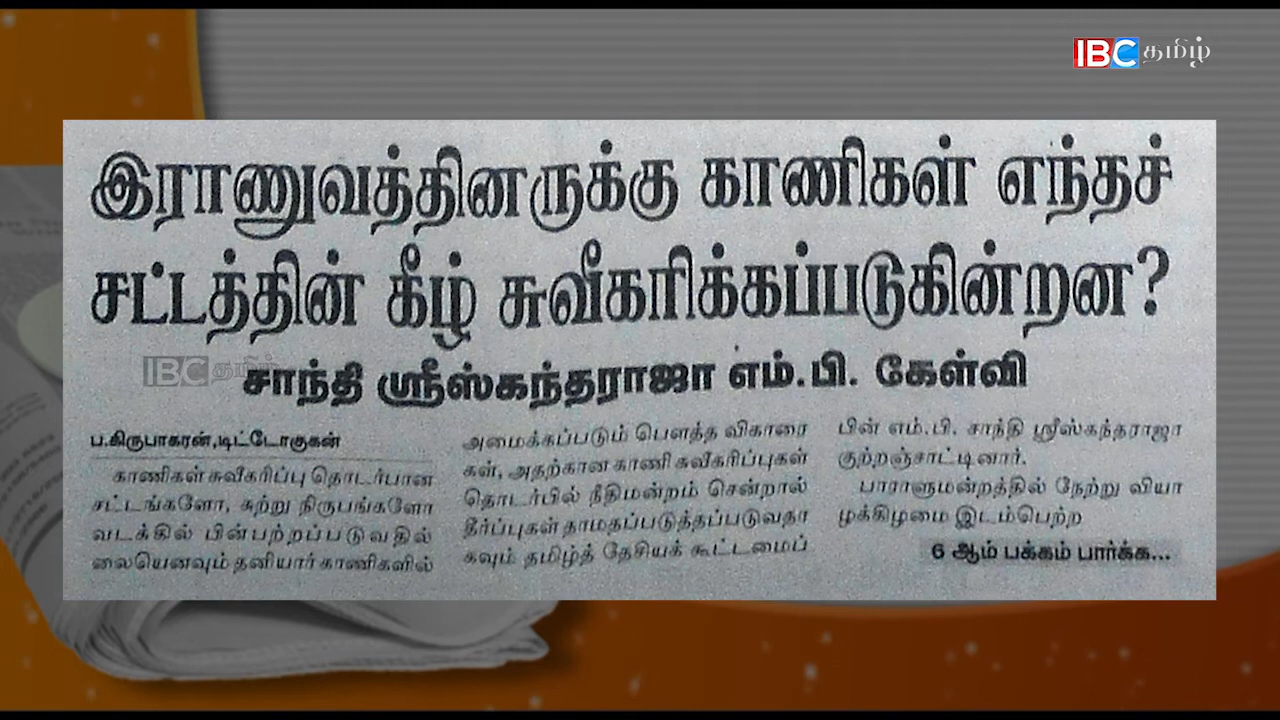 IBC தமிழ்
இராணுவத்தினருக்கு காணிகள் எந்தச்
சட்டத்தின் கீழ் சுவீகரிக்கப்படுகின்றன?
IBC தமிழ்
சாந்தி ஸ்ரீஸ்கந்தராஜா எம்.பி. கேள்வி
ப.கிருபாகரன்,டிட்டோகுகன்
காணிகள் சுவீகரிப்பு தொடர்பான
சட்டங்களோ, சுற்று நிருபங்களோ
வடக்கில் பின்பற்றப்படுவதில்
லையெனவும் தனியார் காணிகளில்
அமைக்கப்படும் பௌத்த விகாரை
கள், அதற்கான காணி சுவீகரிப்புகள்
தொடர்பில் நீதிமன்றம் சென்றால்
தீர்ப்புகள் தாமதப்படுத்தப்படுவதா
கவும் தமிழ்த் தேசியக் கூட்டமைப்
பின் எம்.பி. சாந்தி ஸ்ரீஸ்கந்தராஜா
குற்றஞ்சாட்டினார்.
பாராளுமன்றத்தில் நேற்று வியா
ழக்கிழமை இடம்பெற்ற
6 ஆம் பக்கம் பார்க்க...